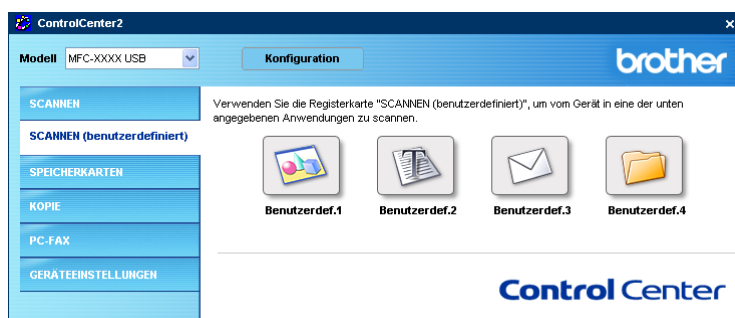 ControlCenter2
Modell MFC-XXXX USB Konfiguration brother
SCANNEN
SCANNEN (benutzerdefiniert)
SPEICHERKARTEN
KOPIE
PC-FAX
GERÄTEEINSTELLUNGEN
Verwenden Sie die Registerkarte "SCANNEN (benutzerdefiniert)", um vom Gerät in eine der unten
angegebenen Anwendungen zu scannen.
Benutzerdef.1 Benutzerdef.2 Benutzerdef.3 Benutzerdef.4
Control Center